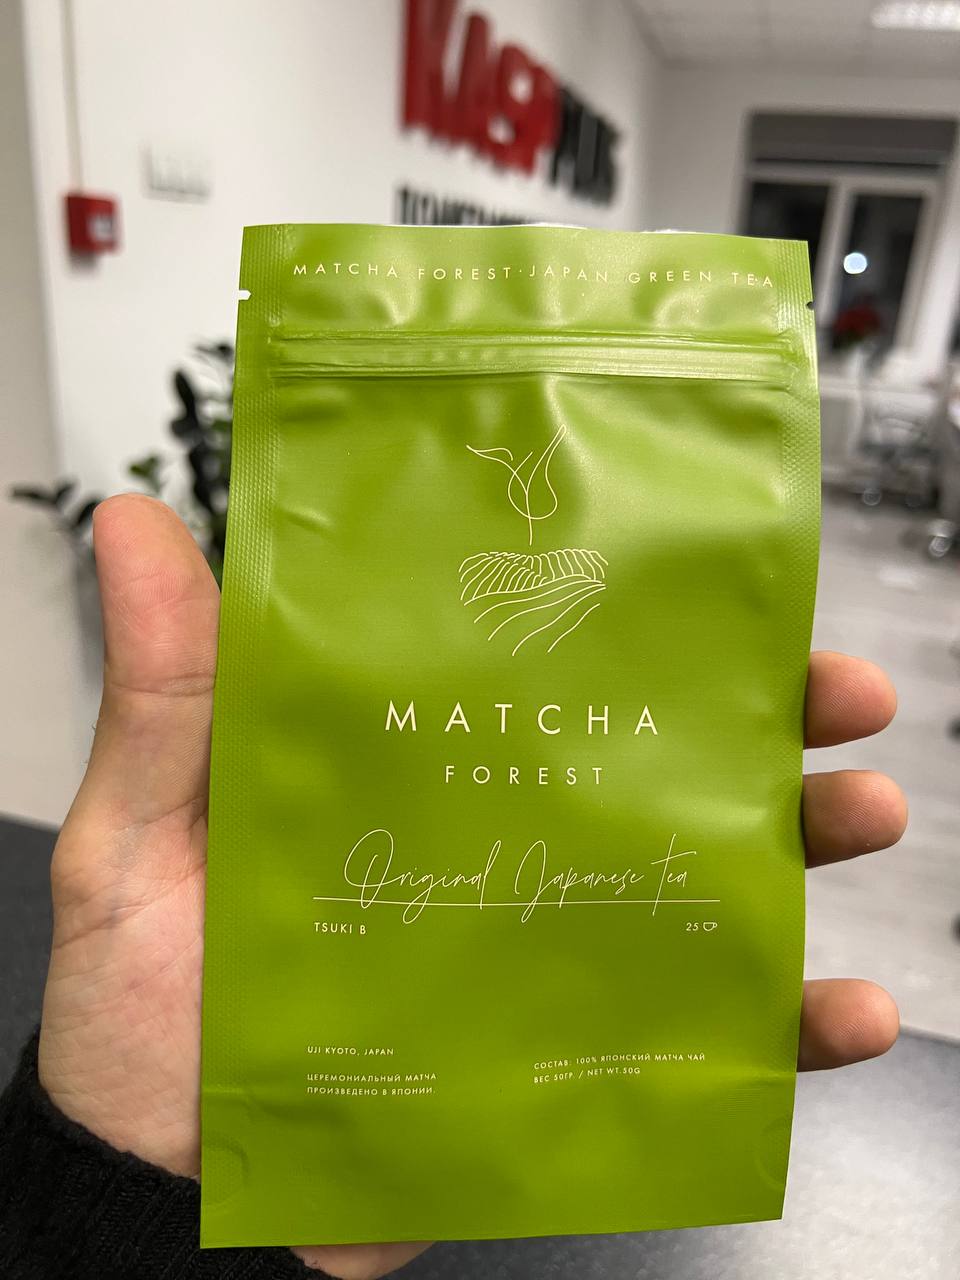 MATCHA FOREST·JAPAN GREEN TEA
MATCHA
FOREST
Original Japanese Tea
TSUKI B
25
UJI KYOTO, JAPAN
ЦЕРЕМОНИАЛЬНЫЙ МАТЧА
ПРОИЗВЕДЕНО В ЯПОНИИ.
СОСТАВ: 100% ЯПОНСКИЙ МАТЧА ЧАЙ
ВЕС 50ГР. / NET WT.50G